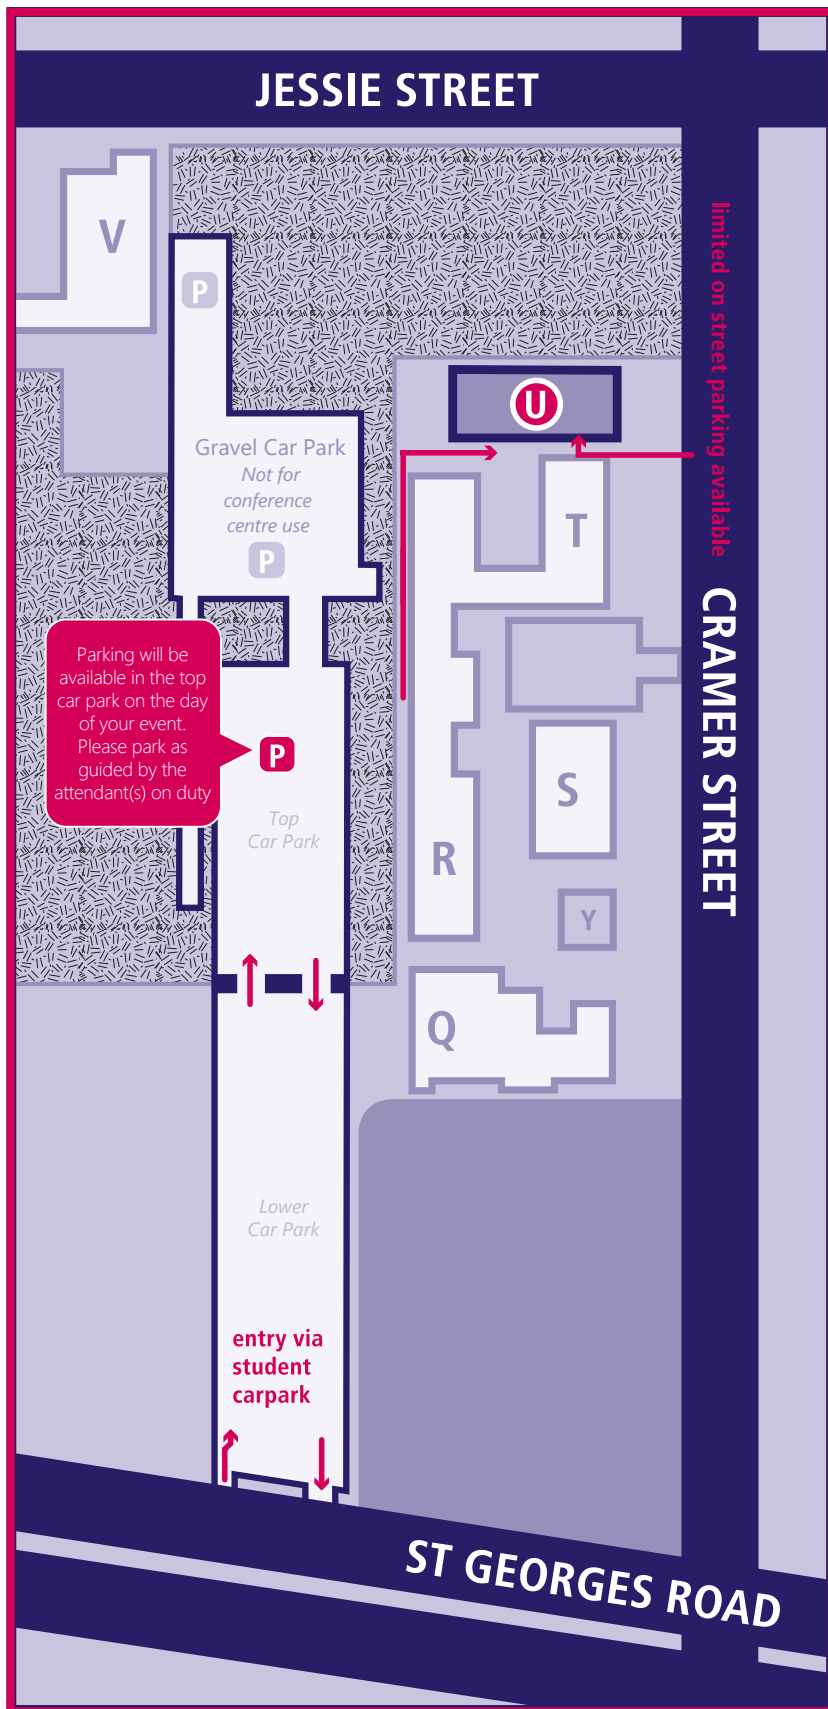 JESSIE STREET
V
P
limited on street parking available
U
Gravel Car Park
Not for
conference
centre use
P
T
CRAMER STREET
Parking will be
available in the top
car park on the day
of your event.
Please park as
guided by the
attendant(s) on duty
P
Top
Car Park
S
R
Y
Q
Lower
Car Park
entry via
student
carpark
ST GEORGES ROAD